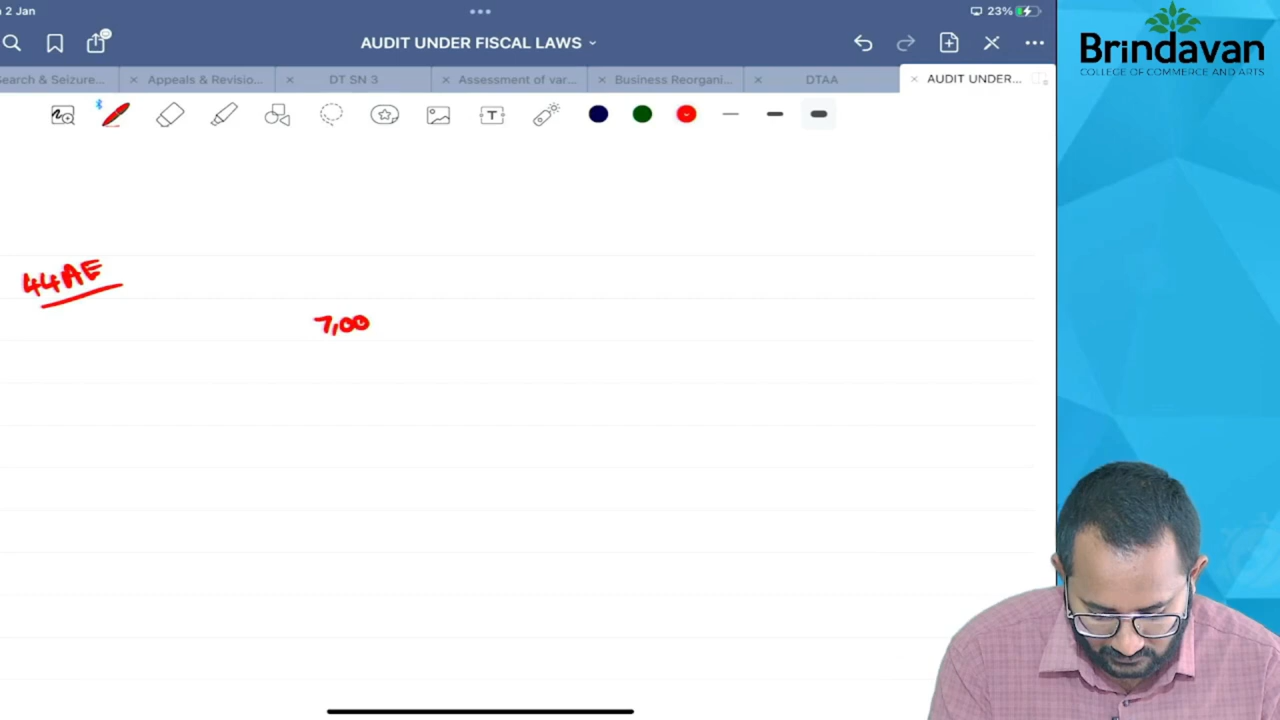 2 Jan
23%
AUDIT UNDER FISCAL LAWS
earch & Seizure...
Appeals & Revisio...
DT SN 3
Assessment of var...
Business Reorgani...
DTAA
AUDIT UNDER...
T
Brindavan
COLLEGE OF COMMERCE AND ARTS
44AE
7,00